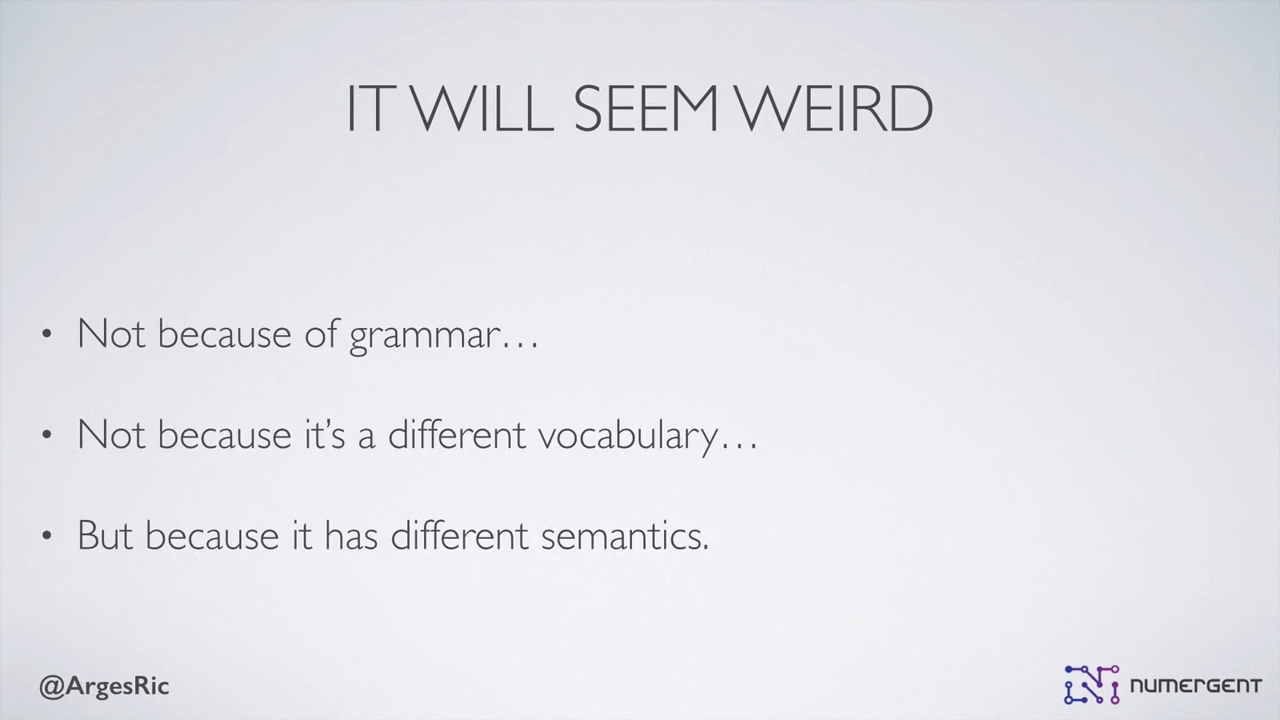 IT WILL SEEM WEIRD
• Not because of grammar…
• Not because it’s a different vocabulary…
• But because it has different semantics.
@ArgesRic
NUMERGENT